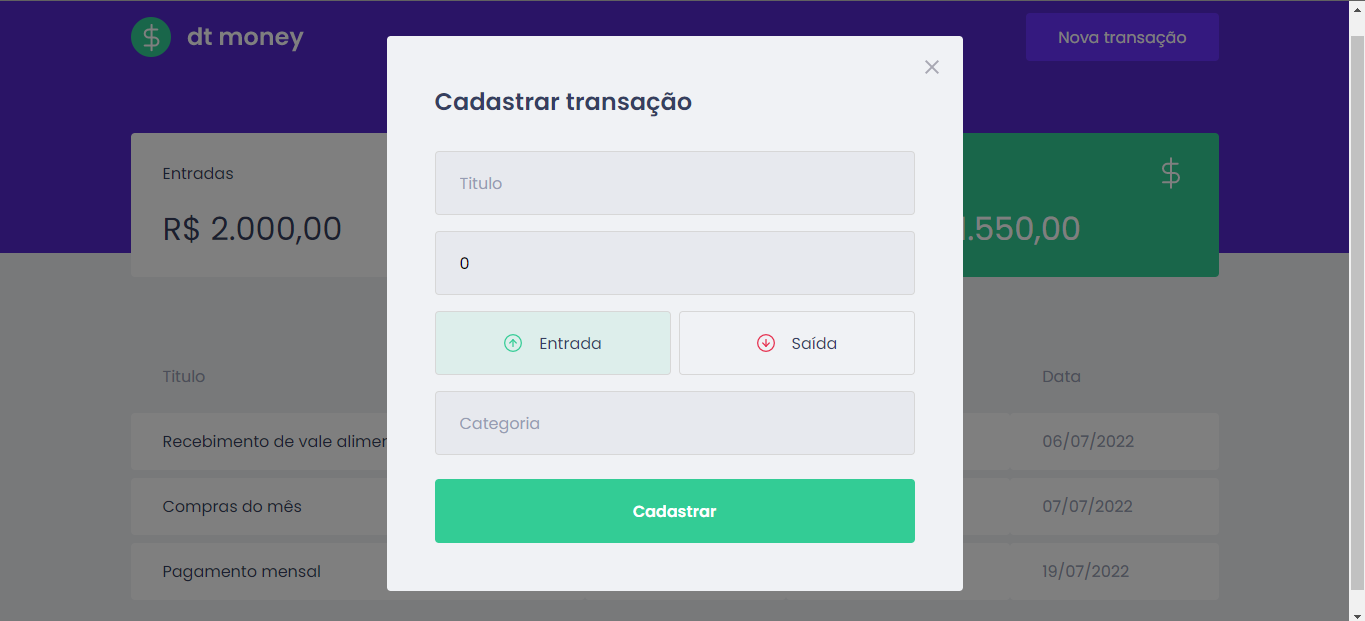 dt money
Nova transação
Cadastrar transação
Titulo
0
Entrada
Saída
Categoria
Cadastrar
Entradas
R$ 2.000,00
.550,00
Titulo
Data
Recebimento de vale
06/07/2022
Compras do mês
07/07/2022
Pagamento mensal
19/07/2022